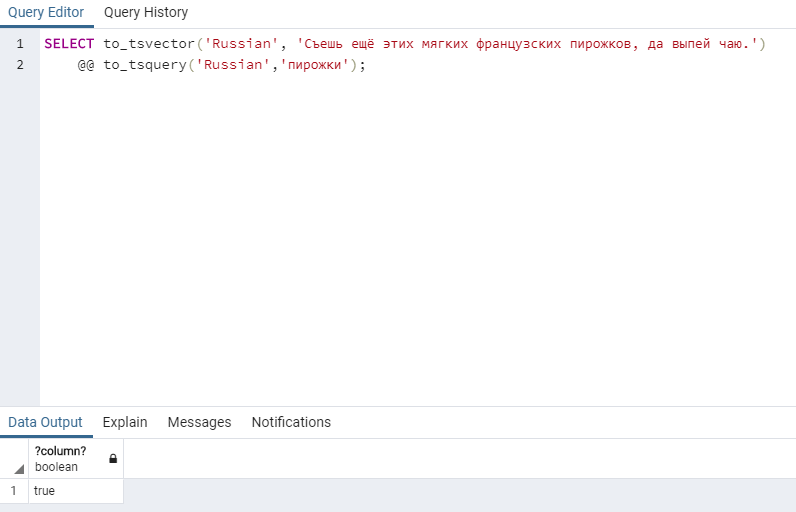 Query Editor Query History
1 SELECT to_tsvector('Russian', 'Съешь ещё этих мягких французских пирожков, да выпей чаю.')
2 @@ to_tsquery('Russian','пирожки');
Data Output Explain Messages Notifications
?column?
boolean
1 true